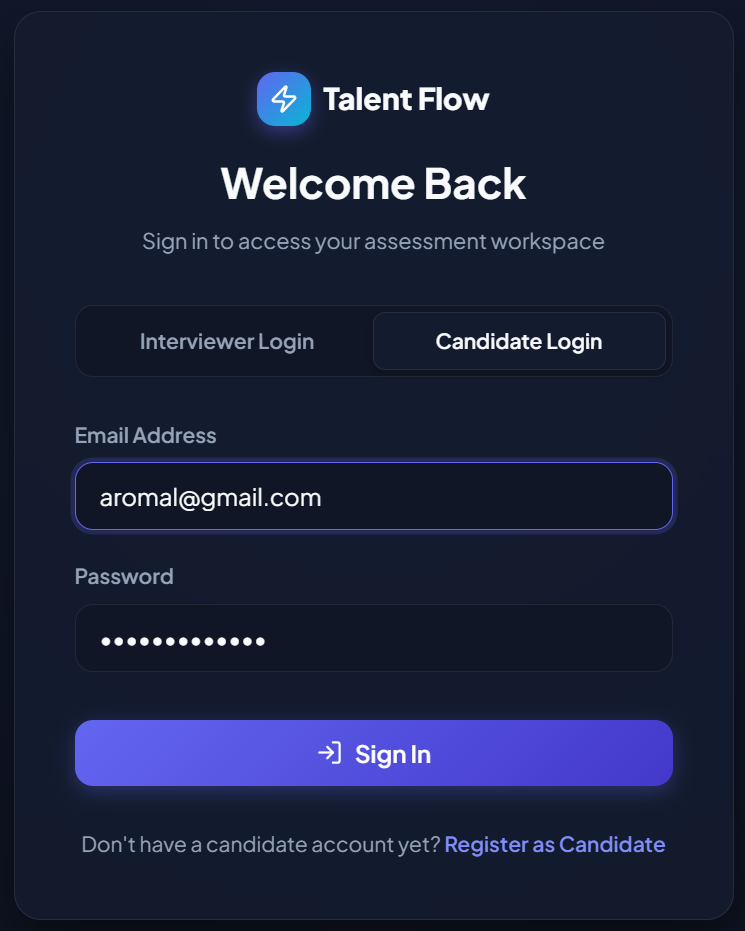 Talent Flow
Welcome Back
Sign in to access your assessment workspace
Interviewer Login
Candidate Login
Email Address
aromal@gmail.com
Password
•••••••••••••
Sign In
Don't have a candidate account yet? Register as Candidate